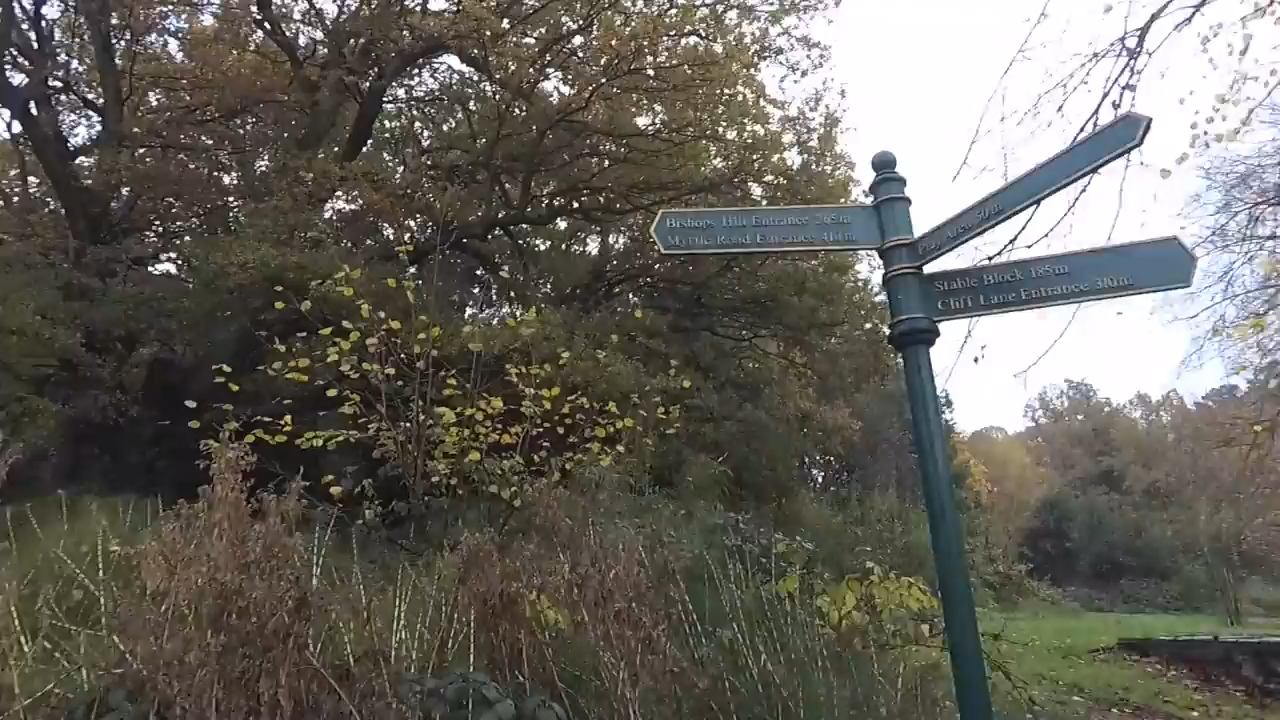 Bishops Hill Entrance 265m
Myrtle Road Entrance 410m
Play Area 50m
Stable Block 185m
Cliff Lane Entrance 310m